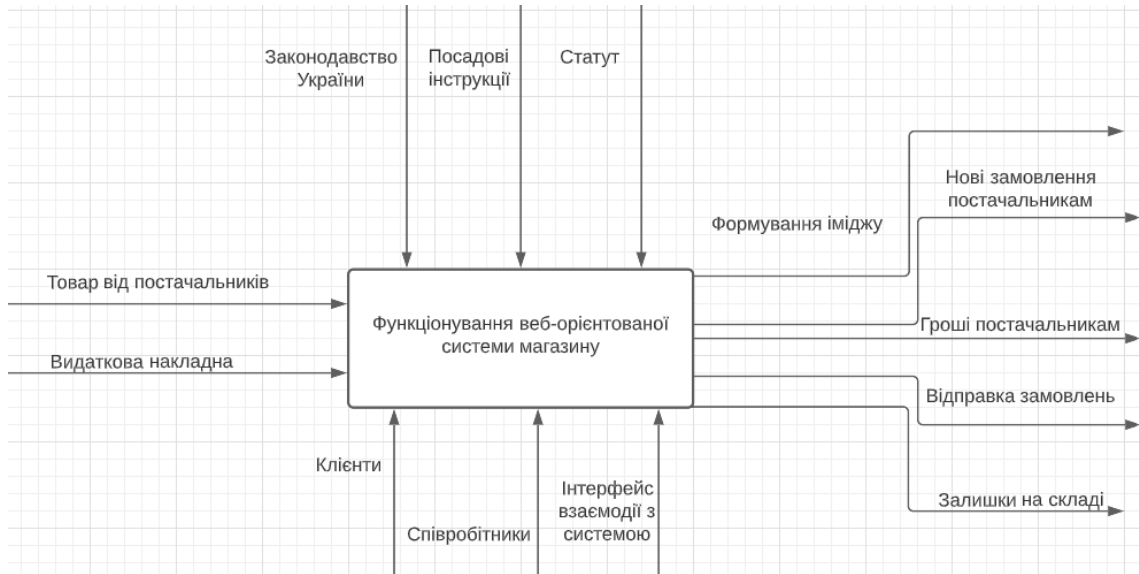 Законодавство
України
Посадові
інструкції
Статут
Нові замовлення
постачальникам
Формування іміджу
Товар від постачальників
Функціонування веб-орієнтованої
системи магазину
Гроші постачальникам
Видаткова накладна
Відправка замовлень
Клієнти
Співробітники
Інтерфейс
взаємодії з
системою
Залишки на складі